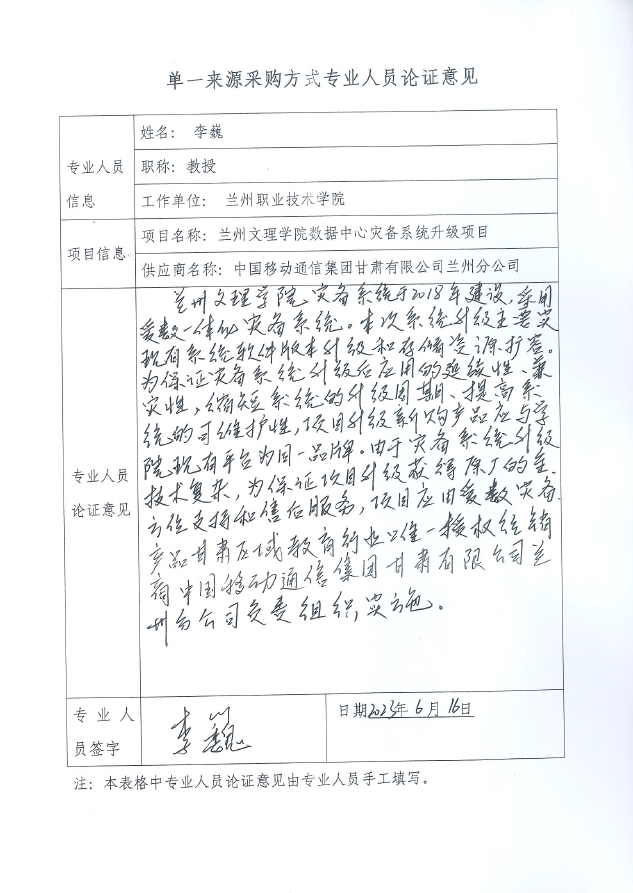 单一来源采购方式专业人员论证意见
专业人员
信息
姓名： 李巍
职称：教授
工作单位： 兰州职业技术学院
项目信息
项目名称：兰州文理学院数据中心灾备系统升级项目
供应商名称：中国移动通信集团甘肃有限公司兰州分公司
专业人员
论证意见
兰州文理学院灾备系统于2018年建设，采用
爱数一体化灾备系统。本次系统升级主要实
现有系统软件版本升级和存储资源扩容。
为保证灾备系统升级后应用的延续性、兼
容性，缩短系统的升级周期、提高系
统的可维护性，项目升级新购产品应与学
院现有平台为同一品牌。由于灾备系统升级
技术复杂，为保证项目升级获得原厂的全
方位支持和售后服务，项目应用爱数灾备
产品甘肃区域教育行业唯一授权经销
商中国移动通信集团甘肃有限公司兰
州分公司负责组织实施。
专 业 人
员签字
李巍
日期2023年6月16日
注：本表格中专业人员论证意见由专业人员手工填写。